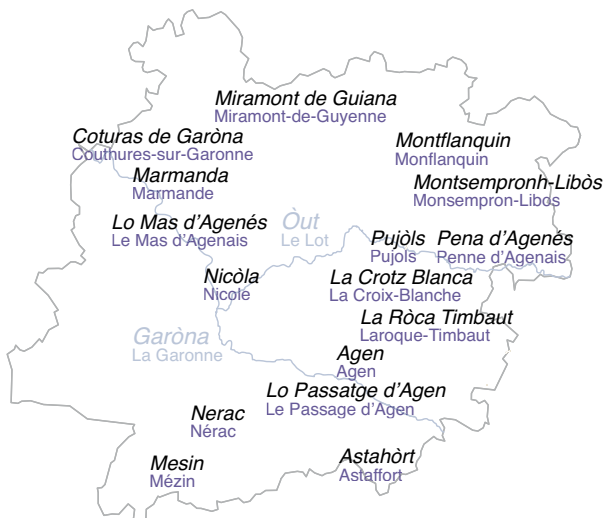 Miramont de Guiana
Miramont-de-Guyenne
Coturas de Garòna
Couthures-sur-Garonne
Montflanquin
Monflanquin
Marmanda
Marmande
Montsempronh-Libòs
Monsempron-Libos
Lo Mas d'Agenés
Le Mas d'Agenais
Òut
Le Lot
Pujòls
Pujols
Pena d'Agenés
Penne d'Agenais
Nicòla
Nicole
La Crotz Blanca
La Croix-Blanche
La Ròca Timbaut
Laroque-Timbaut
Garòna
La Garonne
Agen
Agen
Lo Passatge d'Agen
Le Passage d'Agen
Nerac
Nérac
Astahòrt
Astaffort
Mesin
Mézin